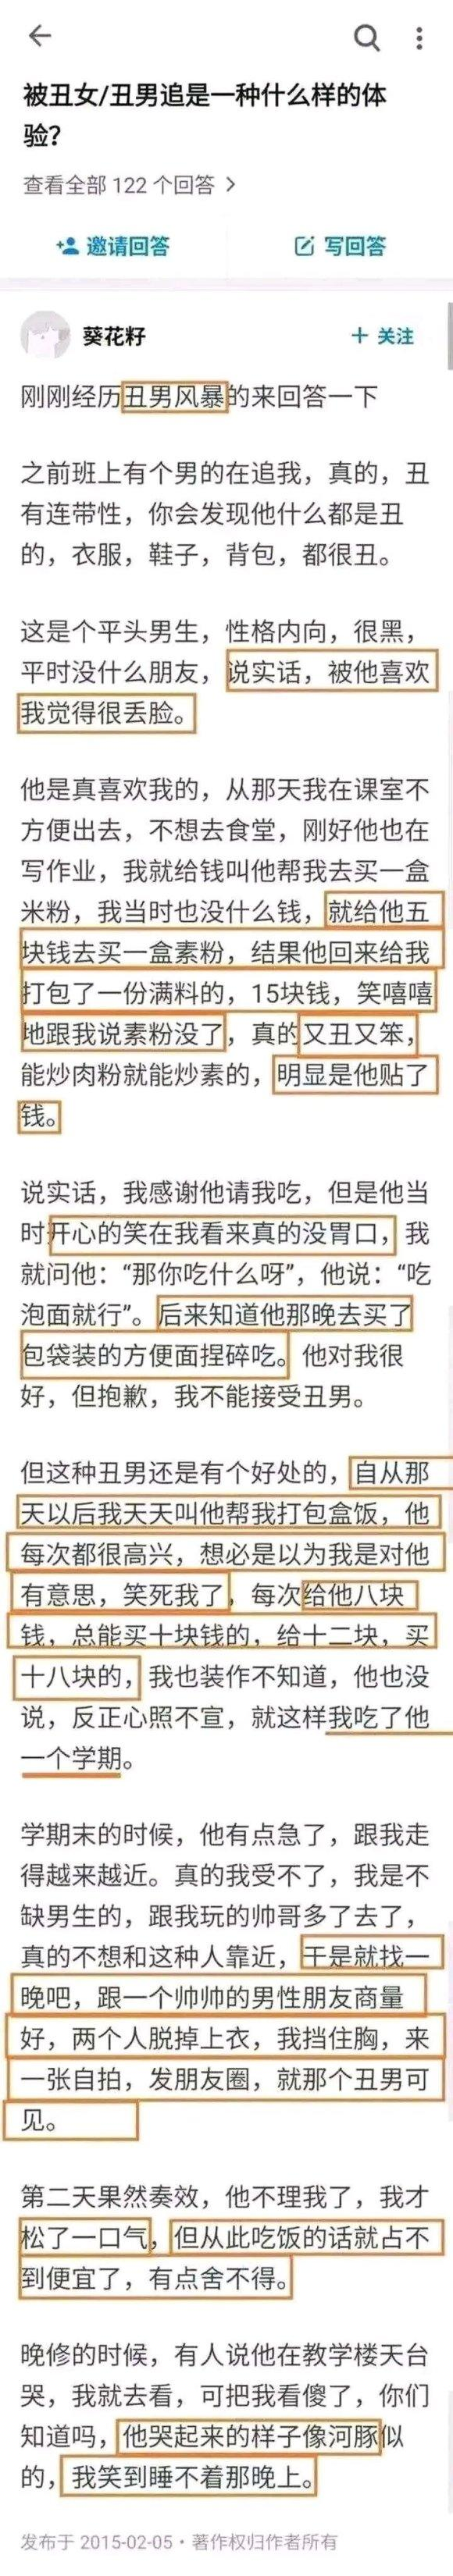 被丑女/丑男追是一种什么样的体
验？
查看全部 122 个回答 >
邀请回答
写回答
葵花籽
+ 关注
刚刚经历丑男风暴的来回答一下
之前班上有个男的在追我，真的，丑
有连带性，你会发现他什么都是丑
的，衣服，鞋子，背包，都很丑。
这是个平头男生，性格内向，很黑，
平时没什么朋友，说实话，被他喜欢
我觉得很丢脸。
他是真喜欢我的，从那天我在课室不
方便出去，不想去食堂，刚好他也在
写作业，我就给钱叫他帮我去买一盒
米粉，我当时也没什么钱，就给他五
块钱去买一盒素粉，结果他回来给我
打包了一份满料的，15块钱，笑嘻嘻
地跟我说素粉没了，真的又丑又笨，
能炒肉粉就能炒素的，明显是他贴了
钱。
说实话，我感谢他请我吃，但是他当
时开心的笑在我看来真的没胃口，我
就问他：“那你吃什么呀”，他说：“吃
泡面就行”。后来知道他那晚去买了
包袋装的方便面捏碎吃。他对我很
好，但抱歉，我不能接受丑男。
但这种丑男还是有个好处的，自从那
天以后我天天叫他帮我打包盒饭，他
每次都很高兴，想必是以为我是对他
有意思，笑死我了，每次给他八块
钱，总能买十块钱的，给十二块，买
十八块的，我也装作不知道，他也没
说，反正心照不宣，就这样我吃了他
一个学期。
学期末的时候，他有点急了，跟我走
得越来越近。真的我受不了，我是不
缺男生的，跟我玩的帅哥多了去了，
真的不想和这种人靠近，于是就找一
晚吧，跟一个帅帅的男性朋友商量
好，两个人脱掉上衣，我挡住胸，来
一张自拍，发朋友圈，就那个丑男可
见。
第二天果然奏效，他不理我了，我才
松了一口气，但从此吃饭的话就占不
到便宜了，有点舍不得。
晚修的时候，有人说他在教学楼天台
哭，我就去看，可把我看傻了，你们
知道吗，他哭起来的样子像河豚似
的，我笑到睡不着那晚上。
发布于 2015-02-05 · 著作权归作者所有